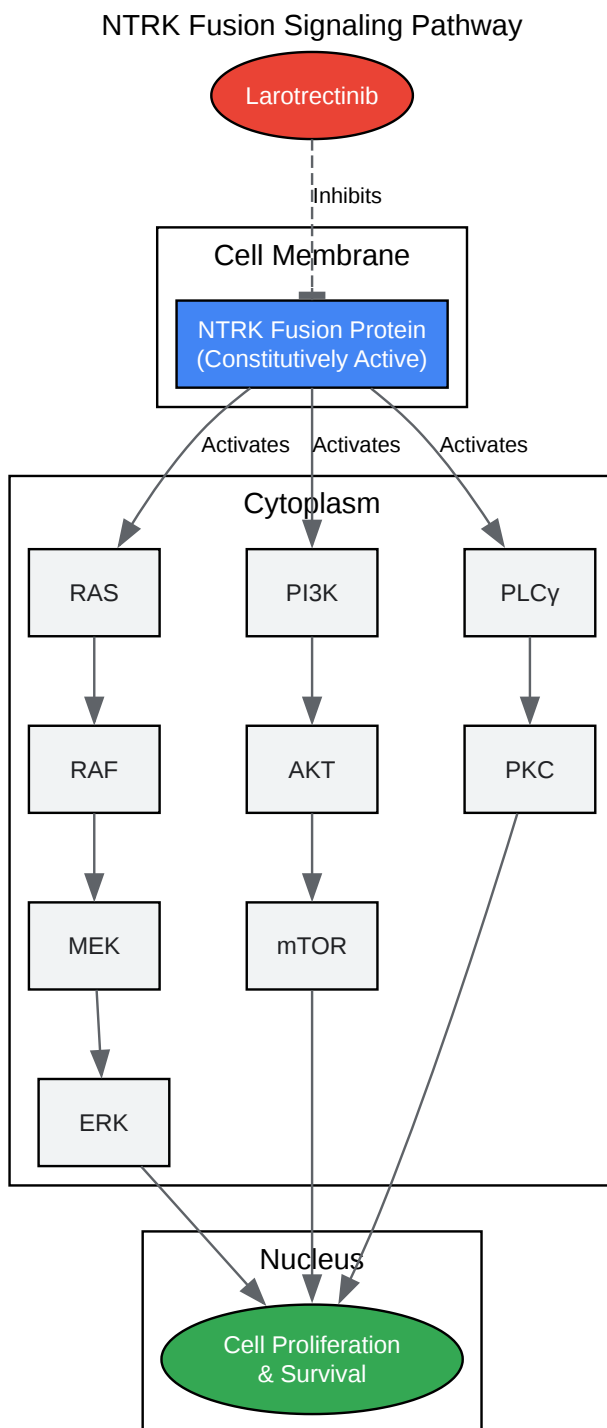 NTRK Fusion Signaling Pathway
Larotrectinib
Inhibits
Cell Membrane
NTRK Fusion Protein
(Constitutively Active)
Activates
Activates
Activates
Cytoplasm
RAS
PI3K
PLCγ
RAF
AKT
PKC
MEK
mTOR
ERK
Nucleus
Cell Proliferation
& Survival